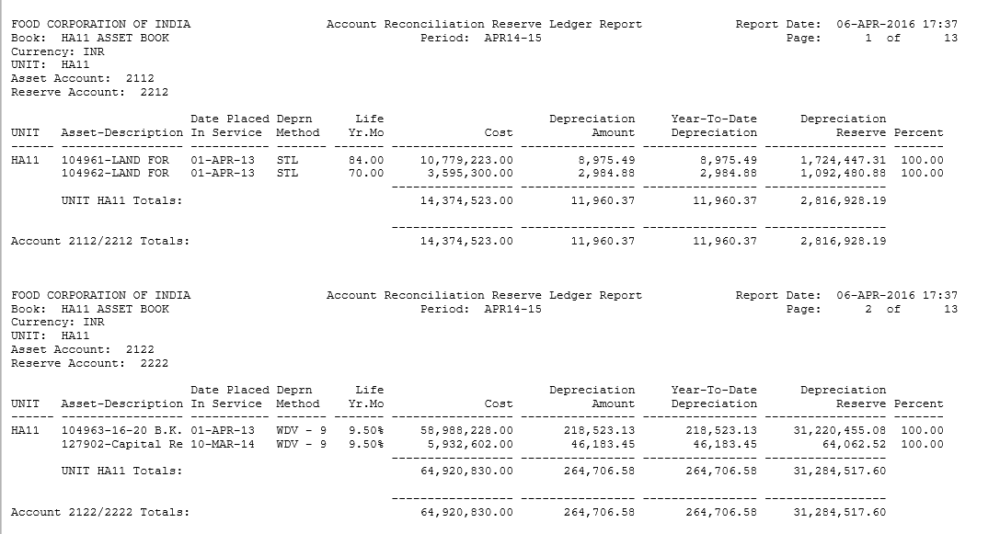 FOOD CORPORATION OF INDIA Account Reconciliation Reserve Ledger Report Report Date: 06-APR-2016 17:37
Book: HA11 ASSET BOOK Period: APR14-15 Page: 1 of 13
Currency: INR
UNIT: HA11
Asset Account: 2112
Reserve Account: 2212
Date Placed Deprn Life Depreciation Year-To-Date Depreciation
UNIT Asset-Description In Service Method Yr.Mo Cost Amount Depreciation Reserve Percent
------ ----------------- ----------- ------- ------ ----------------- ---------------- ---------------- ----------------- -------
HA11 104961-LAND FOR 01-APR-13 STL 84.00 10,779,223.00 8,975.49 8,975.49 1,724,447.31 100.00
104962-LAND FOR 01-APR-13 STL 70.00 3,595,300.00 2,984.88 2,984.88 1,092,480.88 100.00
----------------- ---------------- ---------------- -----------------
UNIT HA11 Totals: 14,374,523.00 11,960.37 11,960.37 2,816,928.19
----------------- ---------------- ---------------- -----------------
Account 2112/2212 Totals: 14,374,523.00 11,960.37 11,960.37 2,816,928.19
FOOD CORPORATION OF INDIA Account Reconciliation Reserve Ledger Report Report Date: 06-APR-2016 17:37
Book: HA11 ASSET BOOK Period: APR14-15 Page: 2 of 13
Currency: INR
UNIT: HA11
Asset Account: 2122
Reserve Account: 2222
Date Placed Deprn Life Depreciation Year-To-Date Depreciation
UNIT Asset-Description In Service Method Yr.Mo Cost Amount Depreciation Reserve Percent
------ ----------------- ----------- ------- ------ ----------------- ---------------- ---------------- ----------------- -------
HA11 104963-16-20 B.K. 01-APR-13 WDV - 9 9.50% 58,988,228.00 218,523.13 218,523.13 31,220,455.08 100.00
127902-Capital Re 10-MAR-14 WDV - 9 9.50% 5,932,602.00 46,183.45 46,183.45 64,062.52 100.00
----------------- ---------------- ---------------- -----------------
UNIT HA11 Totals: 64,920,830.00 264,706.58 264,706.58 31,284,517.60
----------------- ---------------- ---------------- -----------------
Account 2122/2222 Totals: 64,920,830.00 264,706.58 264,706.58 31,284,517.60